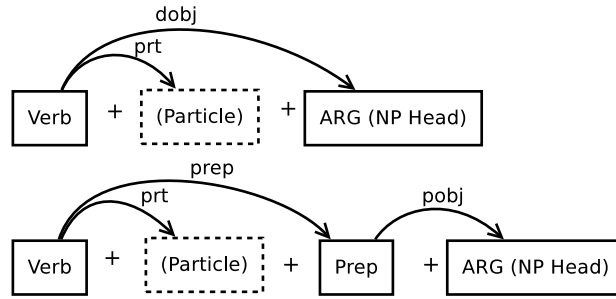 dobj
prt
Verb + (Particle) + ARG (NP Head)
prep
prt pobj
Verb + (Particle) + Prep + ARG (NP Head)